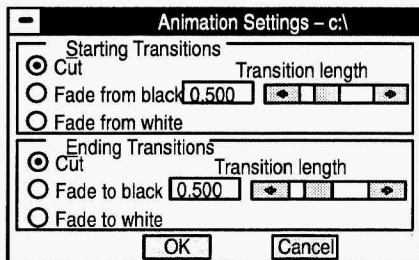 Animation Settings – c:\
Starting Transitions
Cut
Transition length
Fade from black 0.500
Fade from white
Ending Transitions
Cut
Transition length
Fade to black 0.500
Fade to white
OK Cancel